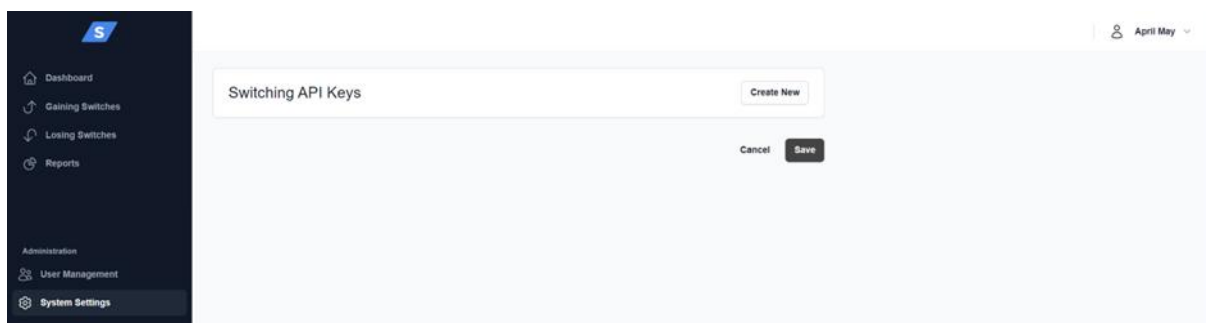 S
April May
Dashboard
Gaining Switches
Losing Switches
Reports
Switching API Keys
Create New
Cancel
Save
Administration
User Management
System Settings